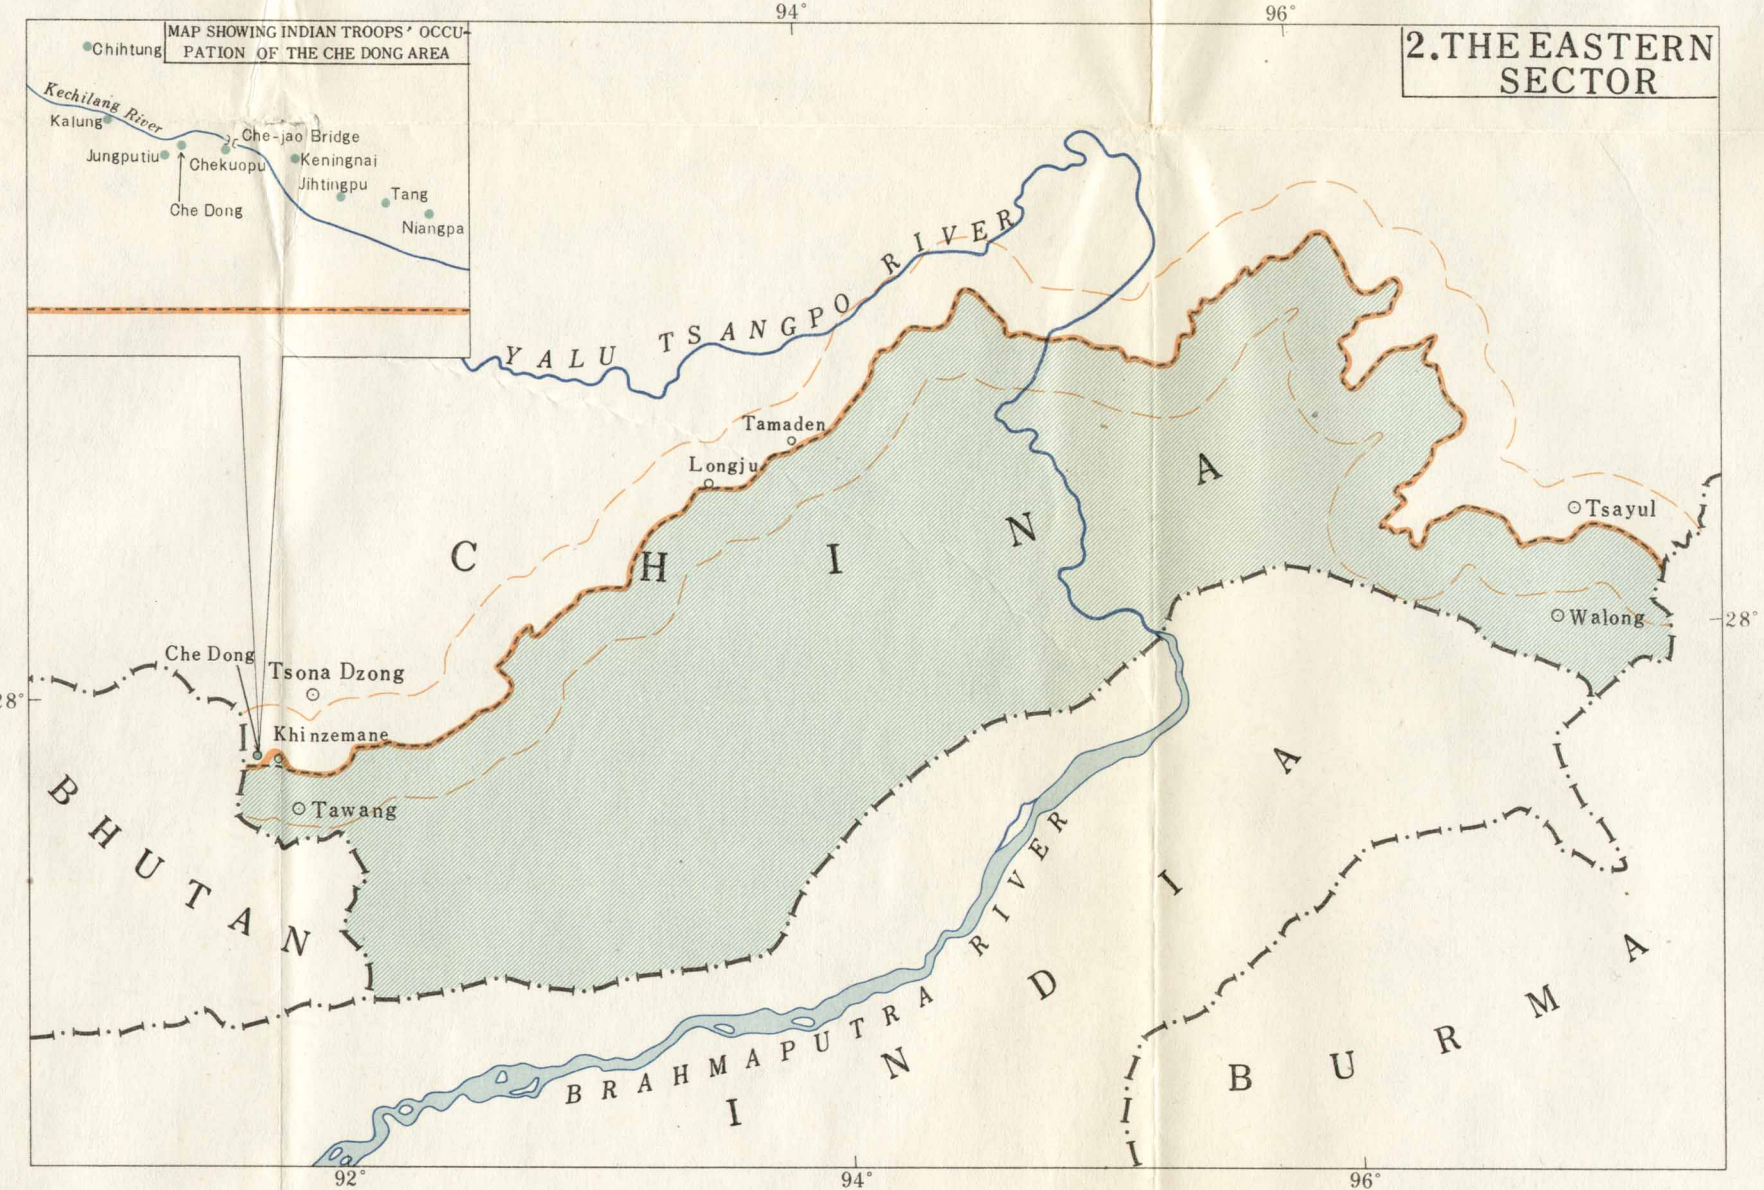 94°
96°
MAP SHOWING INDIAN TROOPS' OCCU-
PATION OF THE CHE DONG AREA
2.THE EASTERN
SECTOR
Chihtung
Kechilang River
Kalung
Che-jao Bridge
Jungputiu
Chekuopu
Keningnai
Jihtingpu
Tang
Che Dong
Niangpa
YALU TSANGPO RIVER
Tamaden
Longju
CHINA
Tsayul
Walong
28°
Che Dong
Tsona Dzong
28°
Khinzemane
Tawang
BHUTAN
BRAHMAPUTRA RIVER
INDIA
BURMA
92°
94°
96°